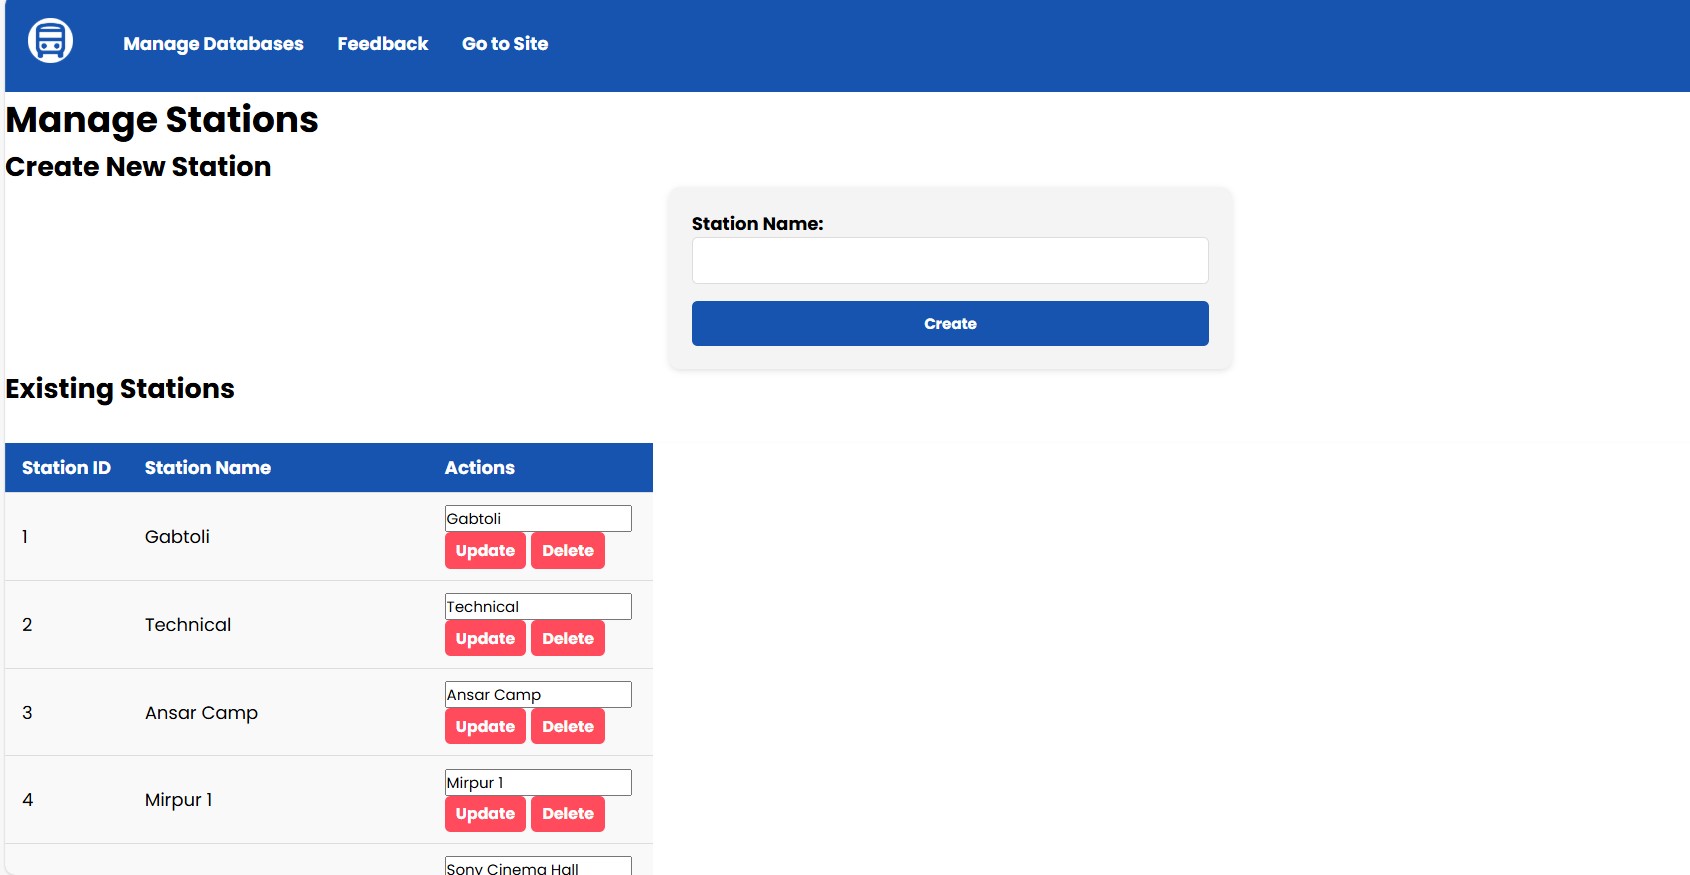 Manage Databases Feedback Go to Site
Manage Stations
Create New Station
Station Name:
Create
Existing Stations
Station ID Station Name Actions
1 Gabtoli Gabtoli
Update Delete
2 Technical Technical
Update Delete
3 Ansar Camp Ansar Camp
Update Delete
4 Mirpur 1 Mirpur 1
Update Delete
Sony Cinema Hall